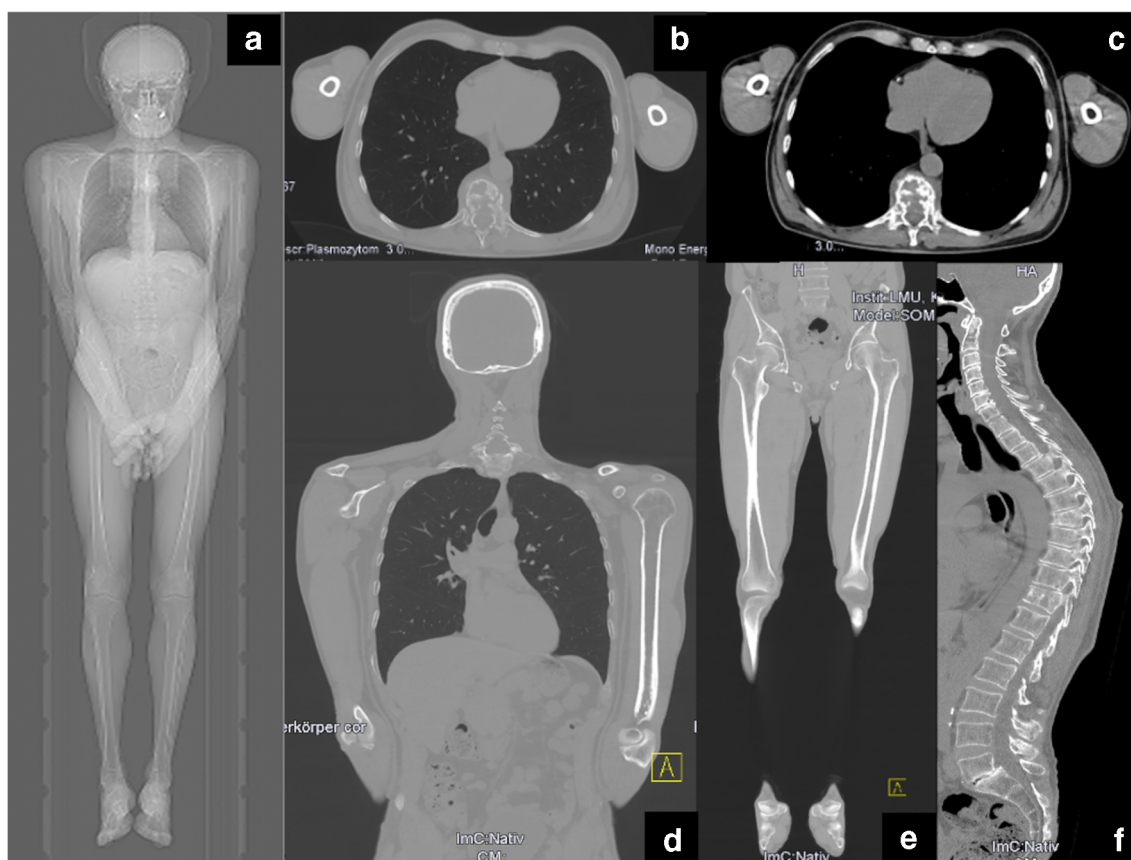 a
b
c
67
escr:Plasmozytom 3.0...
Mono Energ
3.0...
H
Instit:LMU, K
Model:SOM
HA
erkörper cor
A
ImC:Nativ
CM:
d
A
ImC:Nativ
e
ImC:Nativ
f